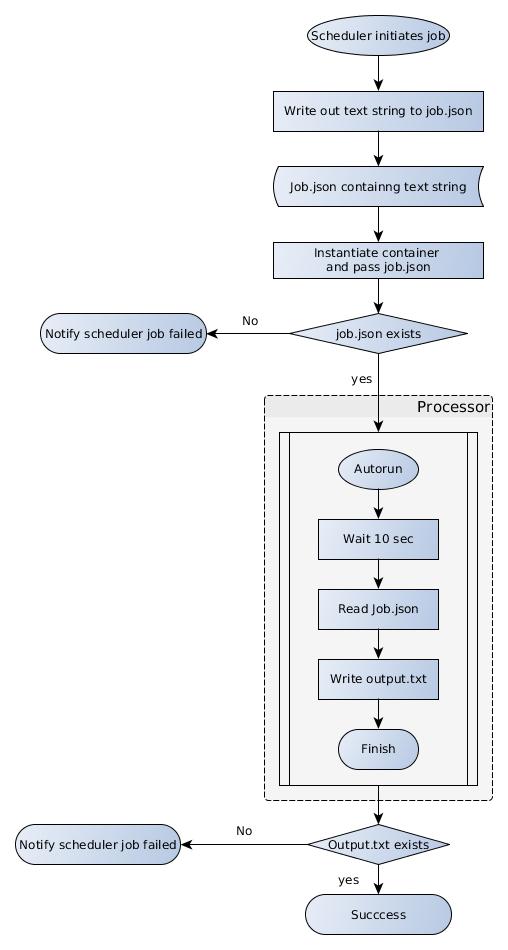 Scheduler initiates job
Write out text string to job.json
Job.json containng text string
Instantiate container
and pass job.json
No
Notify scheduler job failed
job.json exists
yes
Processor
Autorun
Wait 10 sec
Read Job.json
Write output.txt
Finish
No
Notify scheduler job failed
Output.txt exists
yes
Succcess